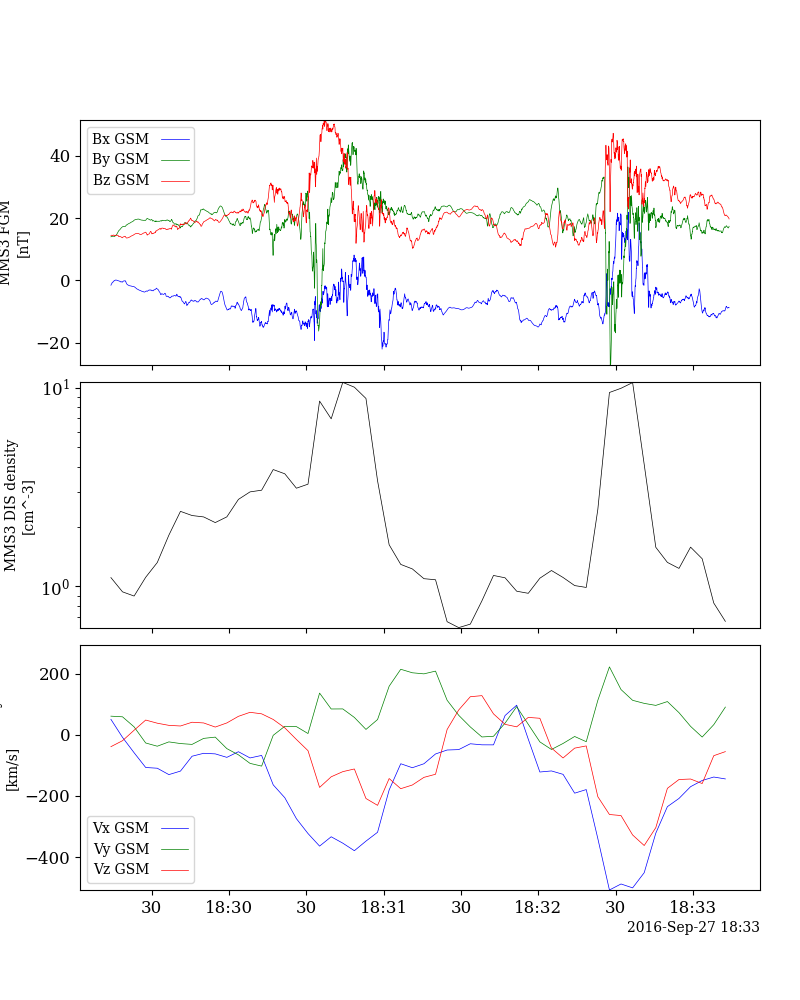 MMS3 FGM
[nT]
40
20
0
−20
Bx GSM
By GSM
Bz GSM
MMS3 DIS density
[cm^-3]
10^1
10^0
[km/s]
200
0
−200
−400
Vx GSM
Vy GSM
Vz GSM
30 18:30 30 18:31 30 18:32 30 18:33
2016-Sep-27 18:33